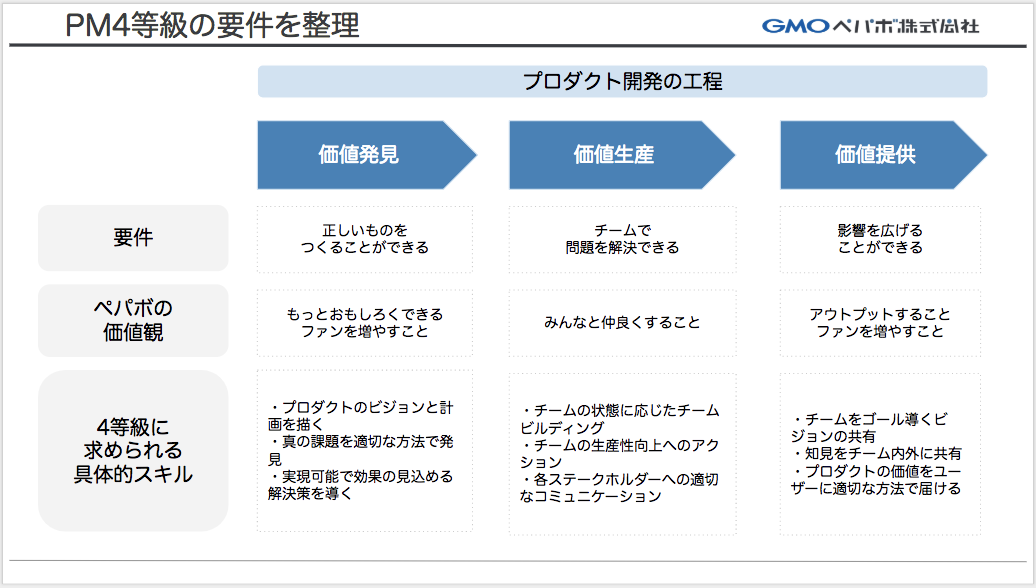 PM4等級の要件を整理
GMOペパボ株式会社
プロダクト開発の工程
価値発見
価値生産
価値提供
要件
正しいものを
つくることができる
チームで
問題を解決できる
影響を広げる
ことができる
ペパボの
価値観
もっとおもしろくできる
ファンを増やすこと
みんなと仲良くすること
アウトプットすること
ファンを増やすこと
4等級に
求められる
具体的スキル
・プロダクトのビジョンと計
画を描く
・真の課題を適切な方法で発
見
・実現可能で効果の見込める
解決策を導く
・チームの状態に応じたチーム
ビルディング
・チームの生産性向上へのアク
ション
・各ステークホルダーへの適切
なコミュニケーション
・チームをゴール導くビ
ジョンの共有
・知見をチーム内外に共有
・プロダクトの価値をユー
ザーに適切な方法で届ける